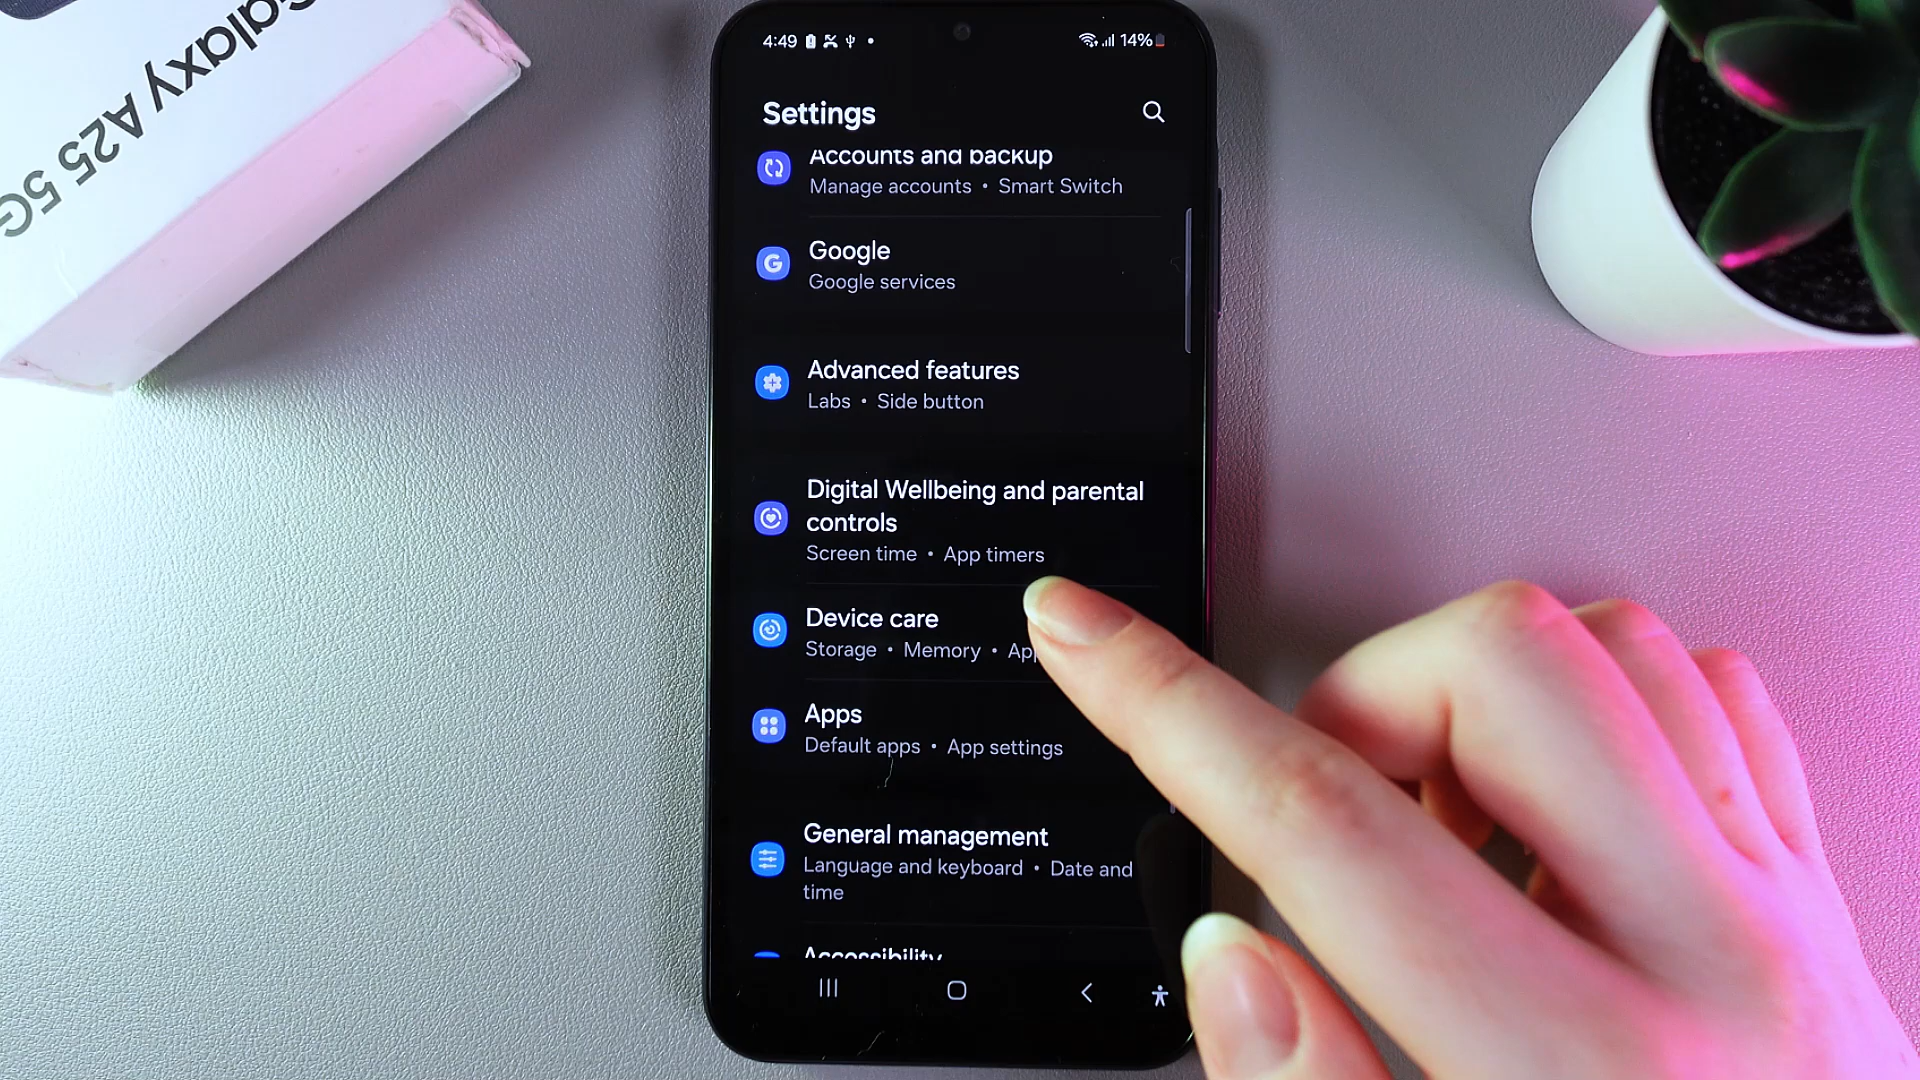 Galaxy A25 5G
4:49
14%
Settings
Accounts and backup
Manage accounts • Smart Switch
Google
Google services
Advanced features
Labs • Side button
Digital Wellbeing and parental
controls
Screen time • App timers
Device care
Storage • Memory •
Apps
Default apps • App settings
General management
Language and keyboard • Date and
time
Accessibility